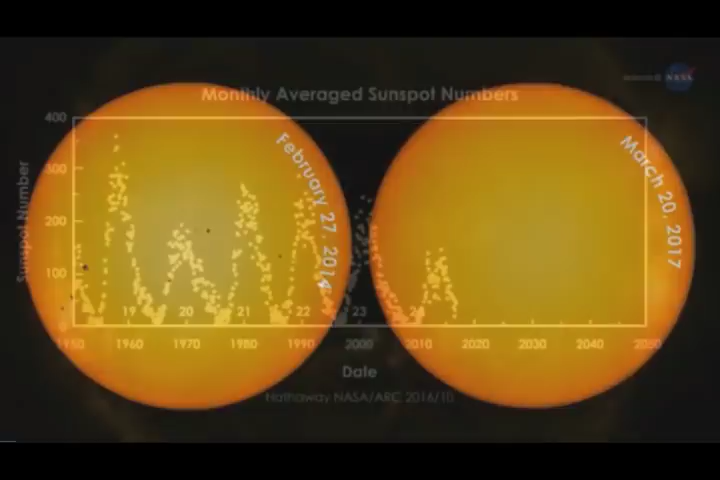 NASA
Monthly Averaged Sunspot Numbers
400
300
200
100
0
Sunspot Number
February 27, 2014
March 20, 2017
19 20 21 22 23
1950 1960 1970 1980 1990 2000 2010 2020 2030 2040 2050
Date
Hathaway NASA/ARC 2016/10